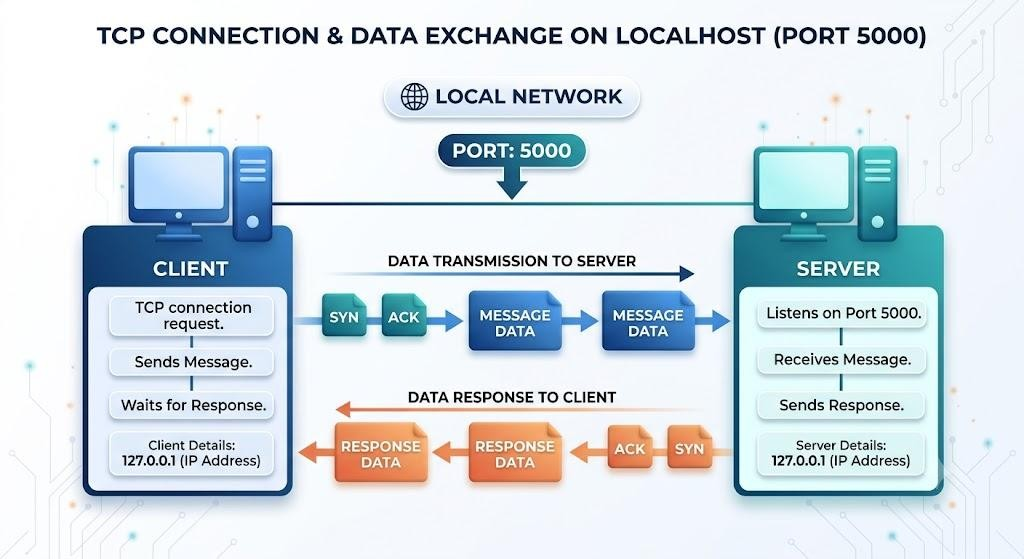 TCP CONNECTION & DATA EXCHANGE ON LOCALHOST (PORT 5000)
LOCAL NETWORK
PORT: 5000
CLIENT
TCP connection
request.
Sends Message.
Waits for Response.
Client Details:
127.0.0.1 (IP Address)
DATA TRANSMISSION TO SERVER
SYN
ACK
MESSAGE
DATA
MESSAGE
DATA
DATA RESPONSE TO CLIENT
RESPONSE
DATA
RESPONSE
DATA
ACK
SYN
SERVER
Listens on Port 5000.
Receives Message.
Sends Response.
Server Details:
127.0.0.1 (IP Address)